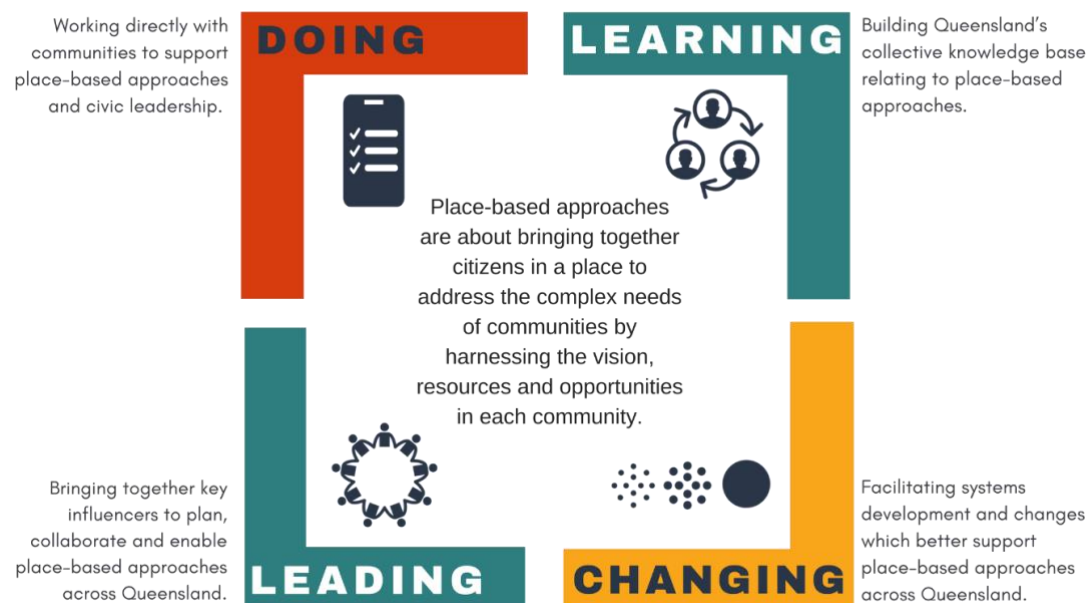 DOING
Working directly with
communities to support
place-based approaches
and civic leadership.
LEARNING
Building Queensland's
collective knowledge base
relating to place-based
approaches.
Place-based approaches
are about bringing together
citizens in a place to
address the complex needs
of communities by
harnessing the vision,
resources and opportunities
in each community.
Bringing together key
influencers to plan,
collaborate and enable
place-based approaches
across Queensland.
LEADING
Facilitating systems
development and changes
which better support
place-based approaches
across Queensland.
CHANGING